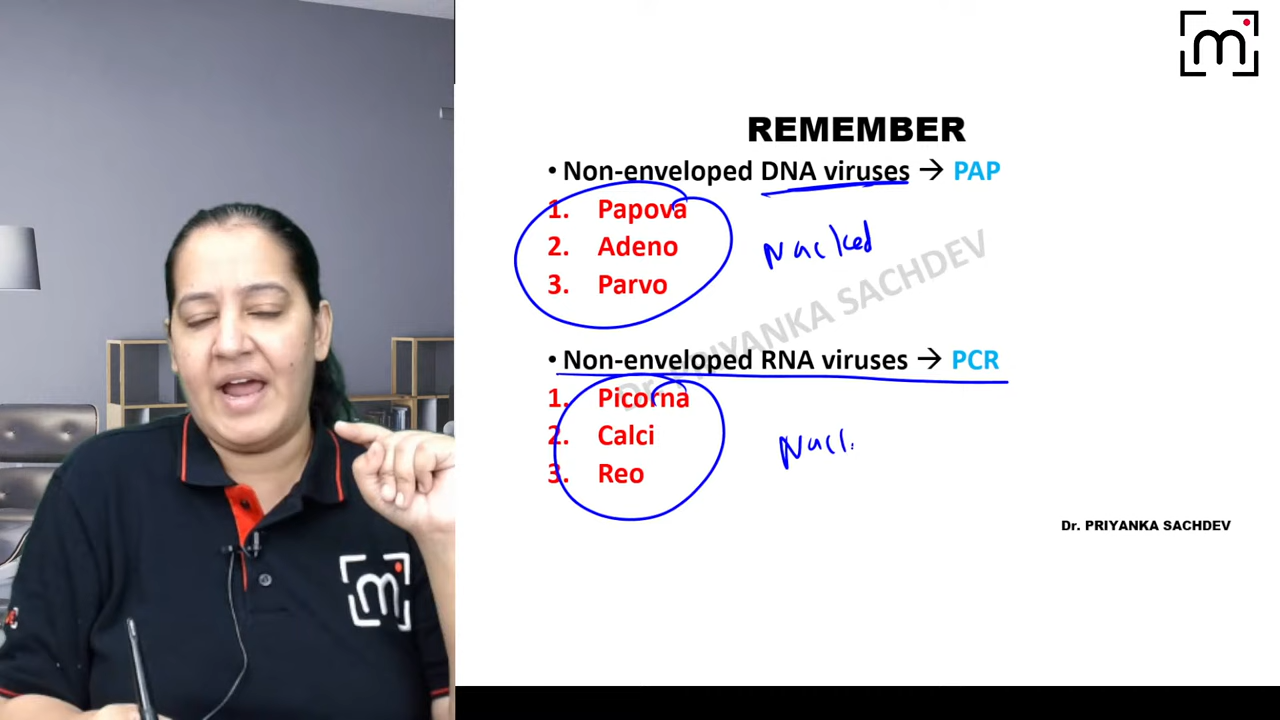 m
REMEMBER
• Non-enveloped DNA viruses → PAP
1. Papova
2. Adeno
3. Parvo
Nacked
Dr. PRIYANKA SACHDEV
• Non-enveloped RNA viruses → PCR
1. Picorna
2. Calci
3. Reo
Nack
Dr. PRIYANKA SACHDEV
m